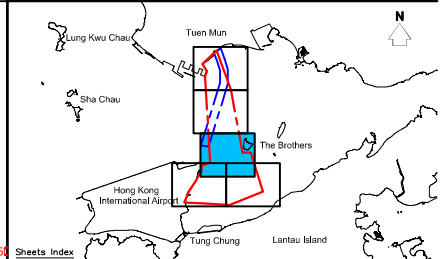 Tuen Mun
N
Lung Kwu Chau
Sha Chau
The Brothers
Hong Kong
International Airport
Tung Chung
Lantau Island
Sheets Index